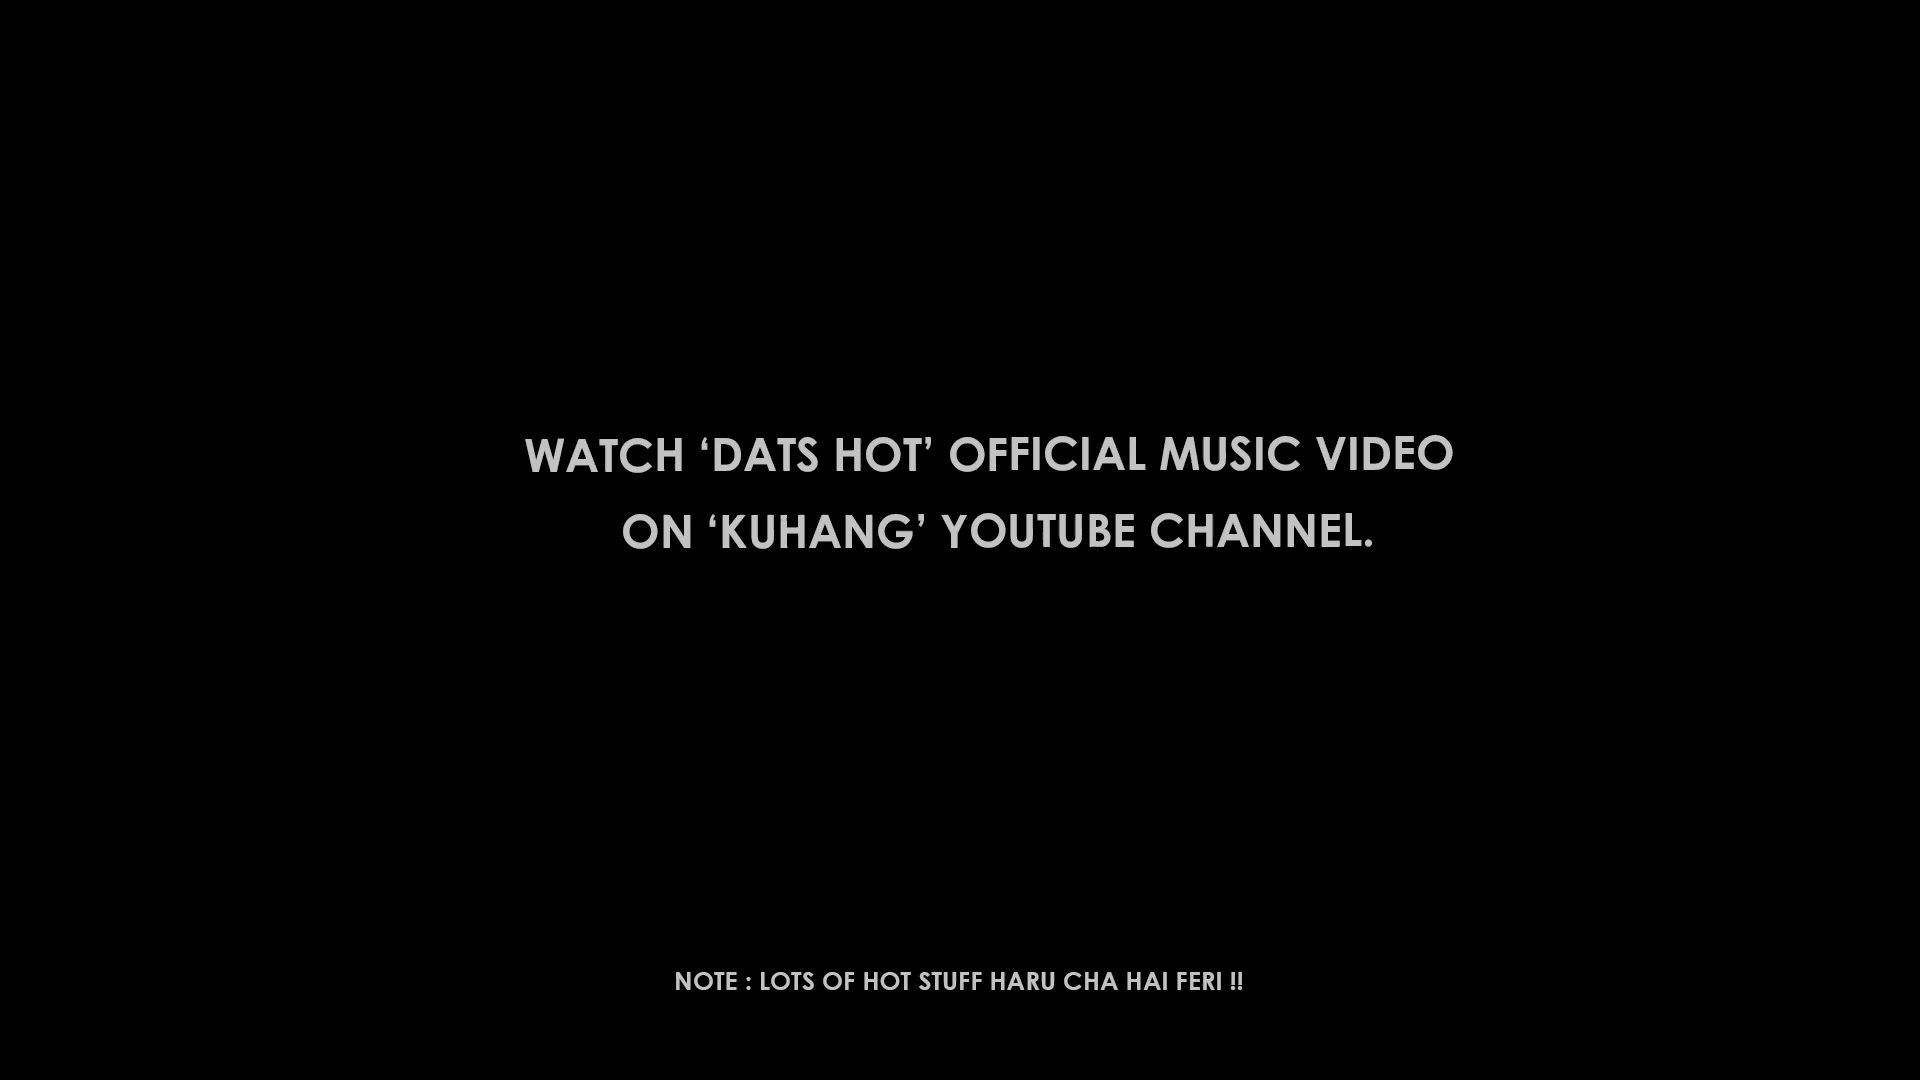 WATCH ‘DATS HOT’ OFFICIAL MUSIC VIDEO
ON ‘KUHANG’ YOUTUBE CHANNEL.
NOTE : LOTS OF HOT STUFF HARU CHA HAI FERI !!